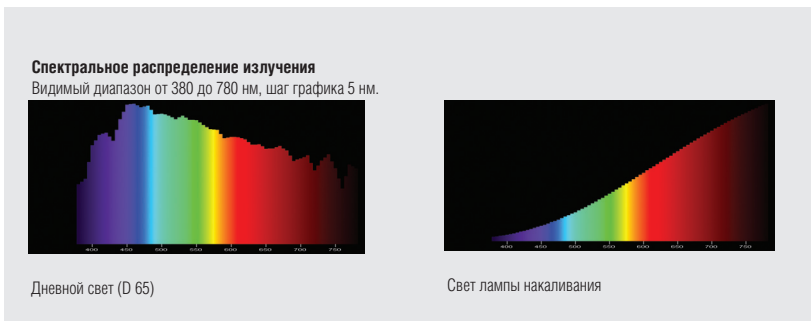 Спектральное распределение излучения
Видимый диапазон от 380 до 780 нм, шаг графика 5 нм.
400 450 500 550 600 650 700 750
400 450 500 550 600 650 700 750
Дневной свет (D 65)
Свет лампы накаливания